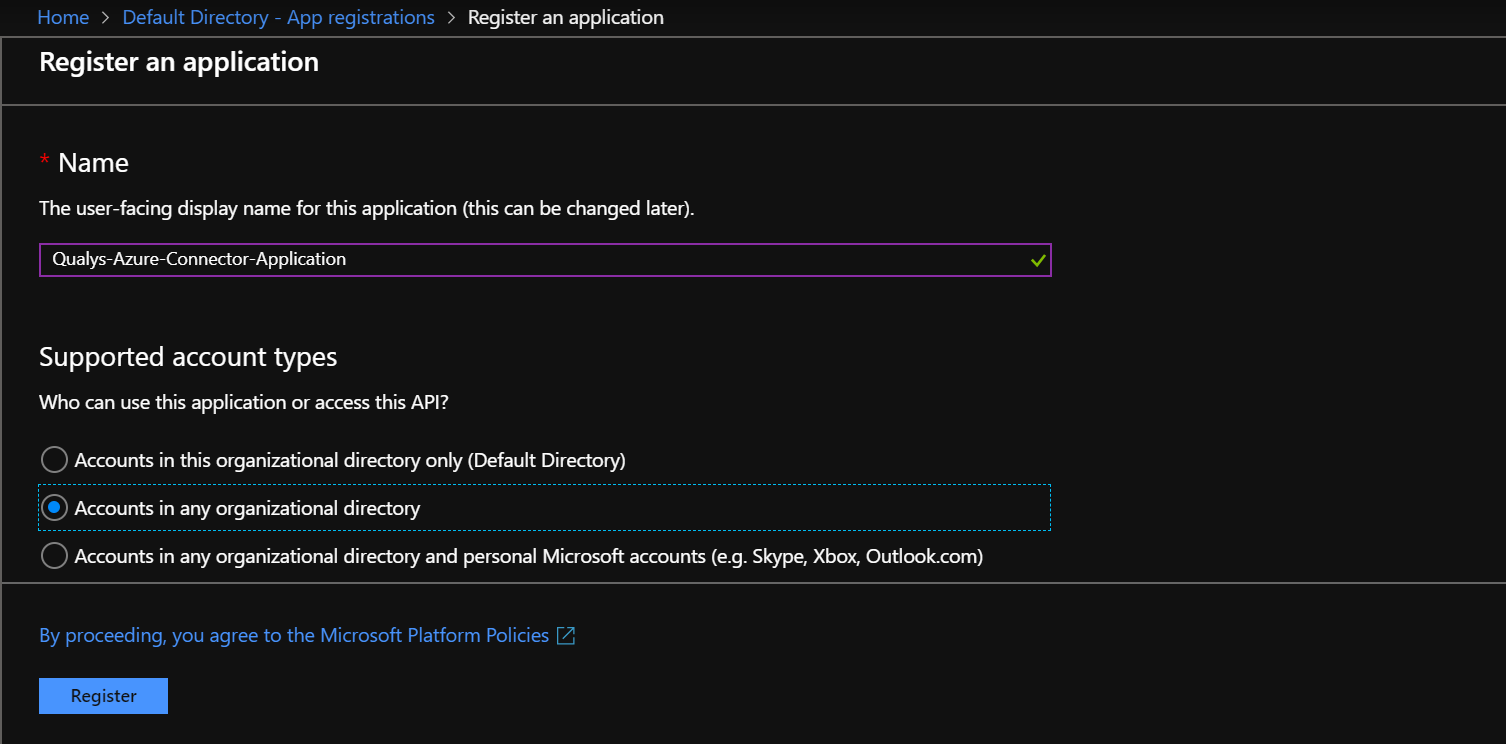 Home > Default Directory - App registrations > Register an application
Register an application
* Name
The user-facing display name for this application (this can be changed later).
Qualys-Azure-Connector-Application
Supported account types
Who can use this application or access this API?
Accounts in this organizational directory only (Default Directory)
Accounts in any organizational directory
Accounts in any organizational directory and personal Microsoft accounts (e.g. Skype, Xbox, Outlook.com)
By proceeding, you agree to the Microsoft Platform Policies
Register